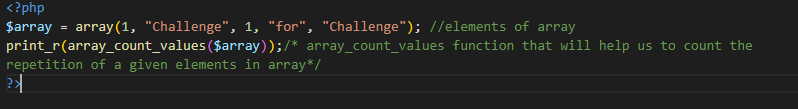 <?php
$array = array(1, "Challenge", 1, "for", "Challenge"); //elements of array
print_r(array_count_values($array));/* array_count_values function that will help us to count the
repetition of a given elements in array*/
?>